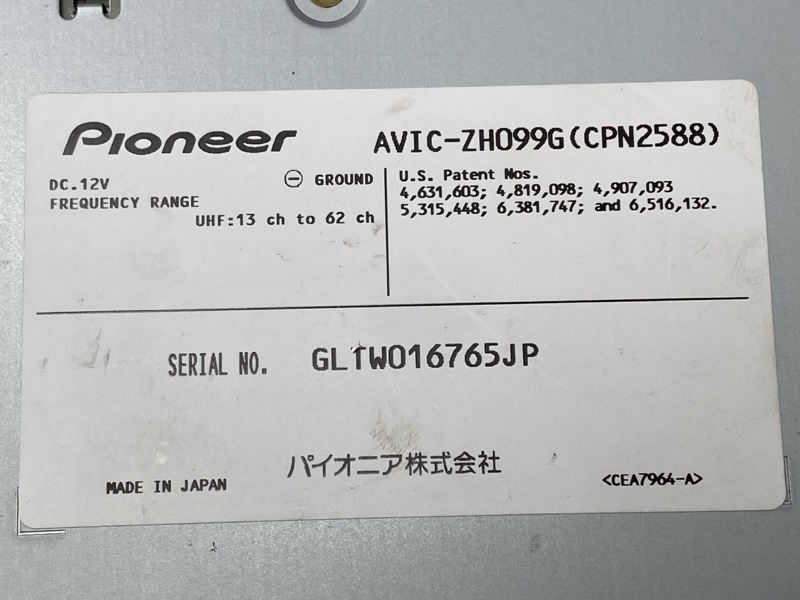 Pioneer
AVIC-ZH099G(CPN2588)
DC.12V
⊖ GROUND
FREQUENCY RANGE
UHF:13 ch to 62 ch
U.S. Patent Nos.
4,631,603; 4,819,098; 4,907,093
5,315,448; 6,381,747; and 6,516,132.
SERIAL NO. GLTW016765JP
パイオニア株式会社
MADE IN JAPAN
<CEA7964-A>